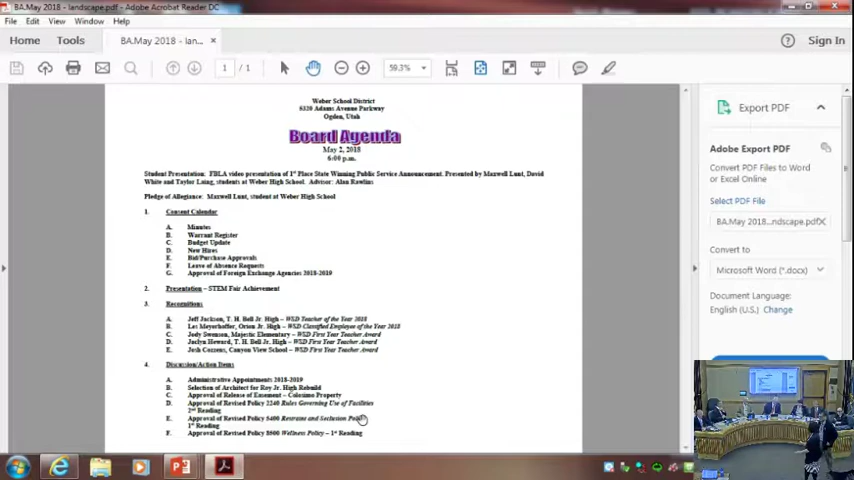 BA.May 2018 - landscape.pdf - Adobe Acrobat Reader DC
File Edit View Window Help
Home Tools BA.May 2018 - lan... × Sign In
1 / 1 59.3%
Weber School District
5320 Adams Avenue Parkway
Ogden, Utah
Board Agenda
May 2, 2018
6:00 p.m.
Student Presentation: FBLA video presentation of 1st Place State Winning Public Service Announcement. Presented by Maxwell Lunt, David
White and Taylor Laing, students at Weber High School. Advisor: Alan Rawlins
Pledge of Allegiance: Maxwell Lunt, student at Weber High School
1. Consent Calendar
A. Minutes
B. Warrant Register
C. Budget Update
D. New Hires
E. Bid/Purchase Approvals
F. Leave of Absence Requests
G. Approval of Foreign Exchange Agencies 2018-2019
2. Presentation – STEM Fair Achievement
3. Recognitions
A. Jeff Jackson, T. H. Bell Jr. High – WSD Teacher of the Year 2018
B. Les Meyerhoffer, Orion Jr. High – WSD Classified Employee of the Year 2018
C. Jody Swenson, Majestic Elementary – WSD First Year Teacher Award
D. Jaclyn Howard, T. H. Bell Jr. High – WSD First Year Teacher Award
E. Josh Cozzens, Canyon View School – WSD First Year Teacher Award
4. Discussion/Action Items
A. Administrative Appointments 2018-2019
B. Selection of Architect for Roy Jr. High Rebuild
C. Approval of Release of Easement – Colosimo Property
D. Approval of Revised Policy 2240 Rules Governing Use of Facilities
2nd Reading
E. Approval of Revised Policy 5400 Restraint and Seclusion Policy
1st Reading
F. Approval of Revised Policy 8800 Wellness Policy – 1st Reading
Export PDF
Adobe Export PDF
Convert PDF Files to Word
or Excel Online
Select PDF File
BA.May 2018...ndscape.pdf ×
Convert to
Microsoft Word (*.docx)
Document Language:
English (U.S.) Change